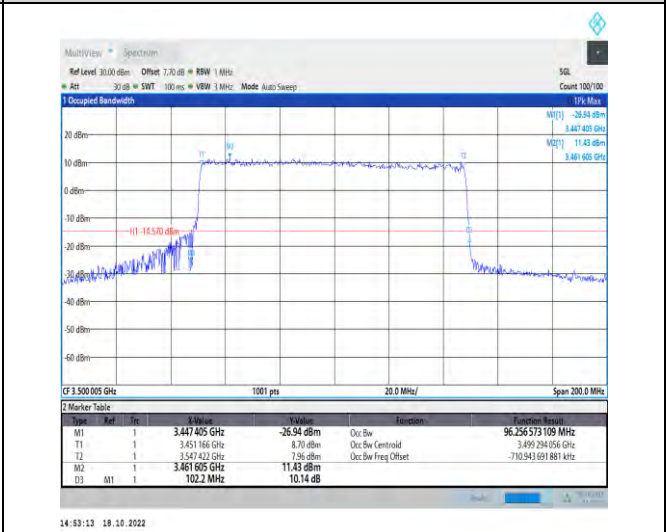 MultiView Spectrum
Ref Level 30.00 dBm Offset 7.70 dB RBW 1 MHz SGL
Att 30 dB SWT 100 ms VBW 3 MHz Mode Auto Sweep Count 100/100
1 Occupied Bandwidth 1Pk Max
M1[1] -26.94 dBm
3.447 405 GHz
M2[1] 11.43 dBm
3.461 605 GHz
20 dBm
T1 M2 T2
10 dBm
0 dBm
-10 dBm
H1 -14.570 dBm
-20 dBm
-30 dBm
-40 dBm
-50 dBm
-60 dBm
CF 3.500 005 GHz 1001 pts 20.0 MHz/ Span 200.0 MHz
2 Marker Table
Type Ref Trc X-Value Y-Value Function Function Result
M1 1 3.447 405 GHz -26.94 dBm Occ Bw 96.256 573 109 MHz
T1 1 3.451 166 GHz 8.70 dBm Occ Bw Centroid 3.499 294 056 GHz
T2 1 3.547 422 GHz 7.96 dBm Occ Bw Freq Offset -710.943 691 881 kHz
M2 1 3.461 605 GHz 11.43 dBm
D3 M1 1 102.2 MHz 10.14 dB
14:53:13 18.10.2022